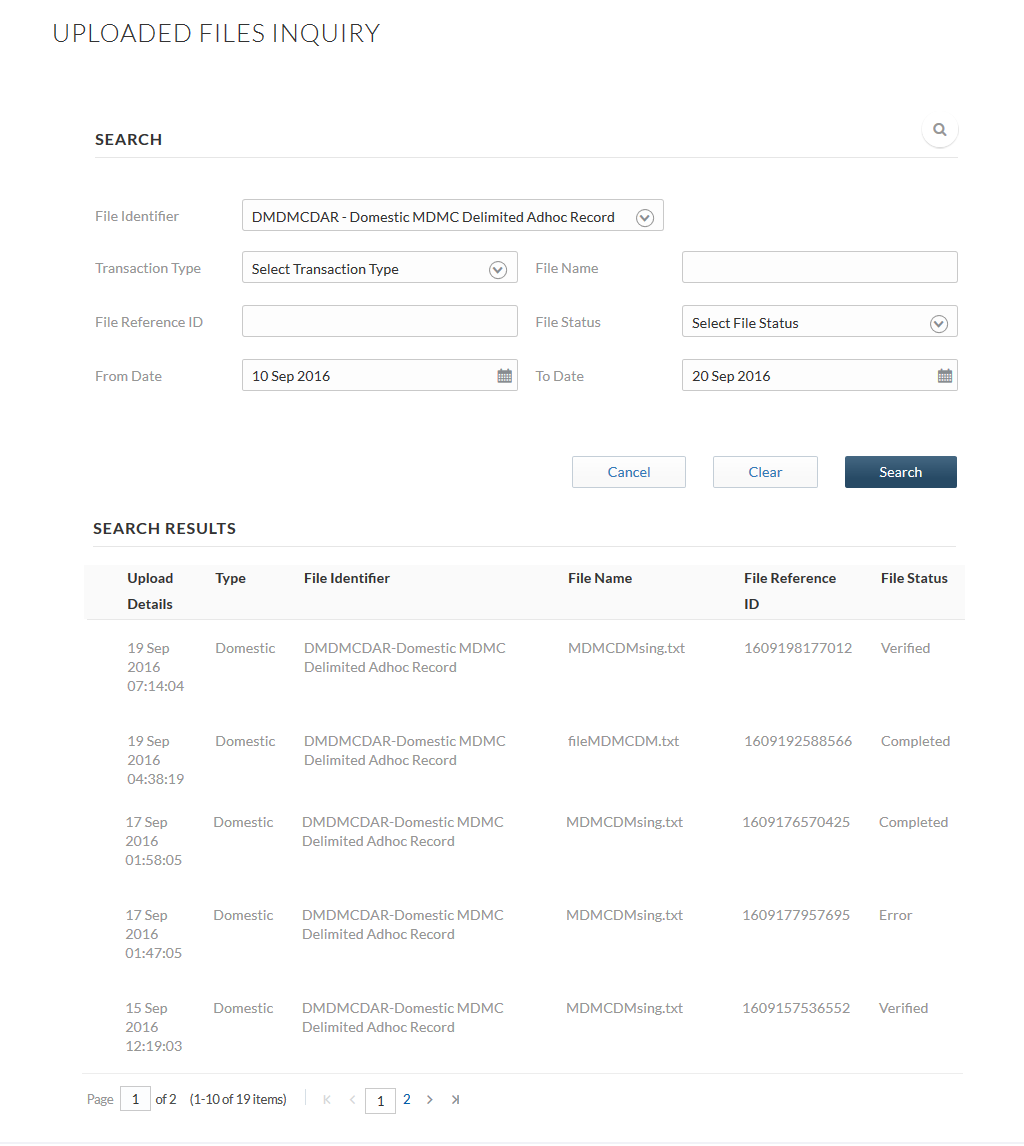 UPLOADED FILES INQUIRY
SEARCH
File Identifier DMDMCDAR - Domestic MDMC Delimited Adhoc Record
Transaction Type Select Transaction Type File Name
File Reference ID File Status Select File Status
From Date 10 Sep 2016 To Date 20 Sep 2016
Cancel Clear Search
SEARCH RESULTS
Upload Type File Identifier File Name File Reference File Status
Details ID
19 Sep Domestic DMDMCDAR-Domestic MDMC MDMCDMsing.txt 1609198177012 Verified
2016 Delimited Adhoc Record
07:14:04
19 Sep Domestic DMDMCDAR-Domestic MDMC fileMDMCDM.txt 1609192588566 Completed
2016 Delimited Adhoc Record
04:38:19
17 Sep Domestic DMDMCDAR-Domestic MDMC MDMCDMsing.txt 1609176570425 Completed
2016 Delimited Adhoc Record
01:58:05
17 Sep Domestic DMDMCDAR-Domestic MDMC MDMCDMsing.txt 1609177957695 Error
2016 Delimited Adhoc Record
01:47:05
15 Sep Domestic DMDMCDAR-Domestic MDMC MDMCDMsing.txt 1609157536552 Verified
2016 Delimited Adhoc Record
12:19:03
Page 1 of 2 (1-10 of 19 items) 1 2